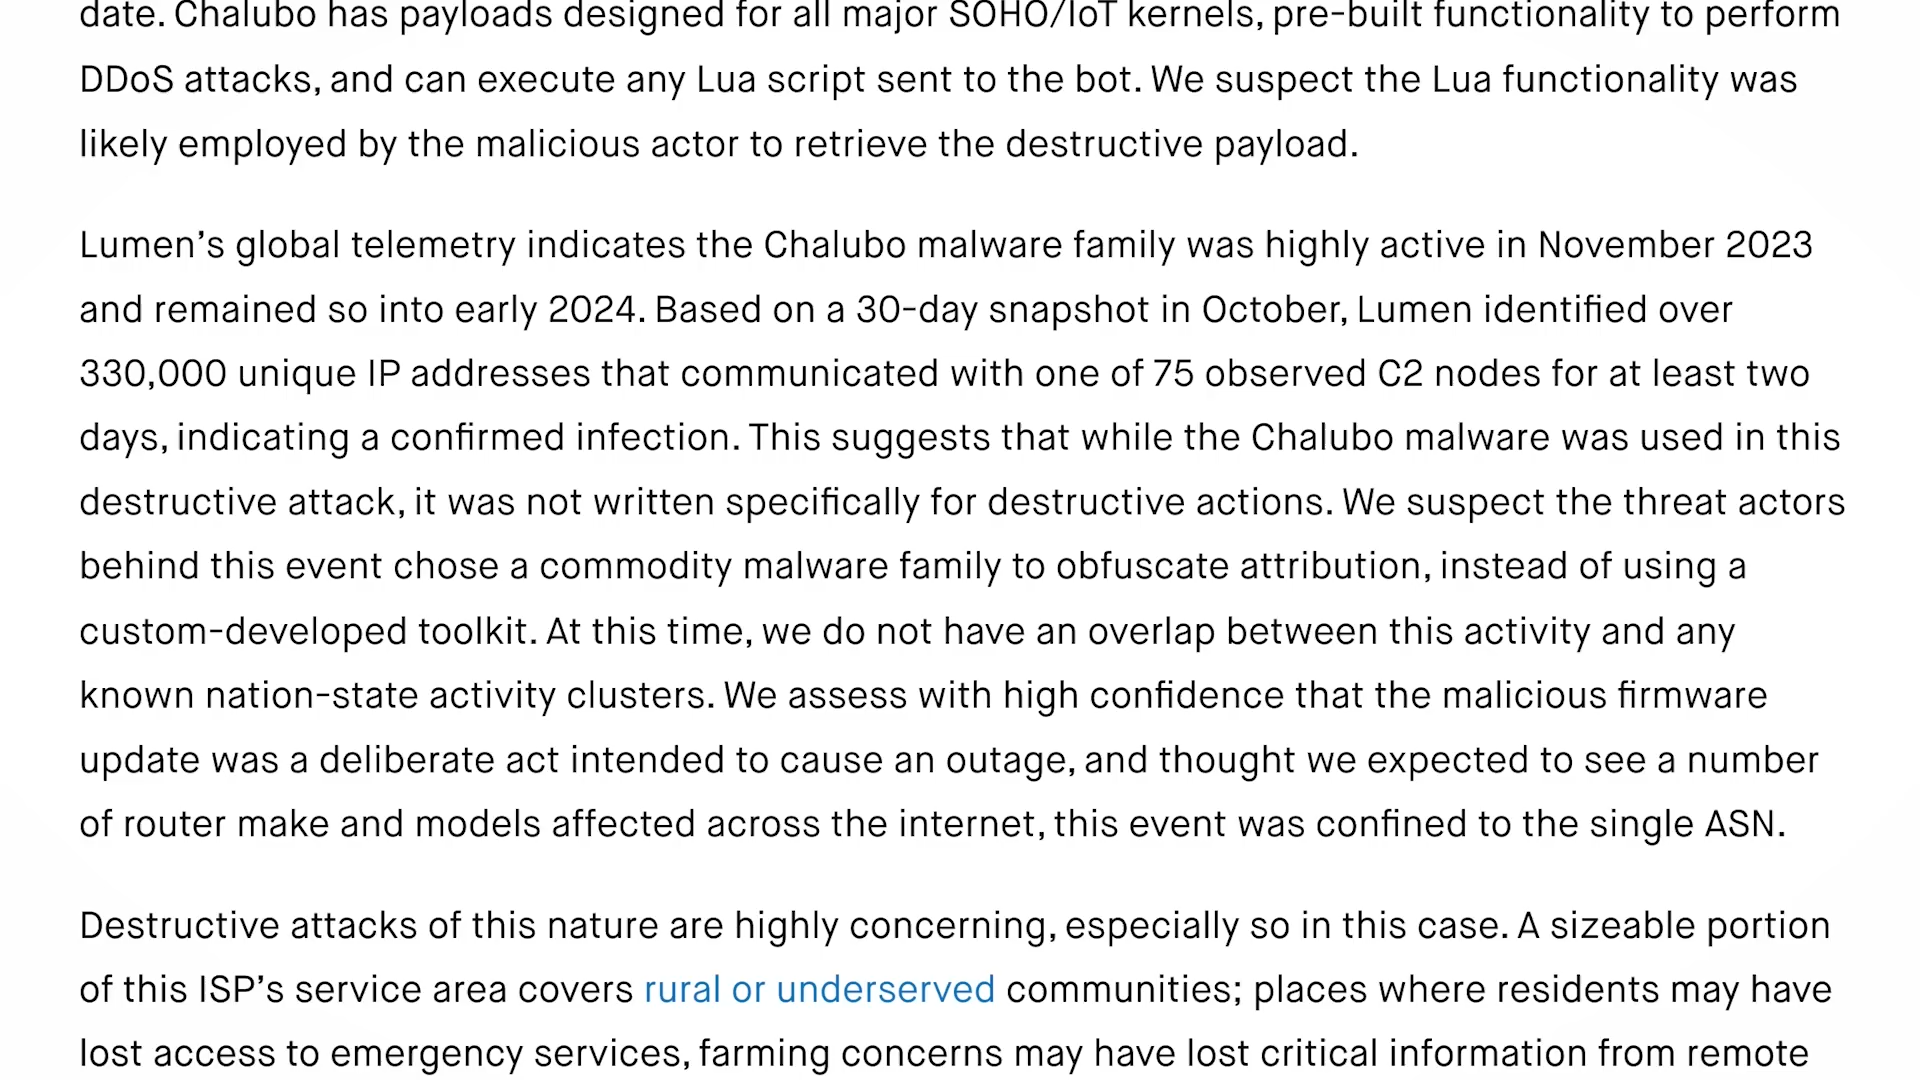 date. Chalubo has payloads designed for all major SOHO/IoT kernels, pre-built functionality to perform
DDoS attacks, and can execute any Lua script sent to the bot. We suspect the Lua functionality was
likely employed by the malicious actor to retrieve the destructive payload.
Lumen’s global telemetry indicates the Chalubo malware family was highly active in November 2023
and remained so into early 2024. Based on a 30-day snapshot in October, Lumen identified over
330,000 unique IP addresses that communicated with one of 75 observed C2 nodes for at least two
days, indicating a confirmed infection. This suggests that while the Chalubo malware was used in this
destructive attack, it was not written specifically for destructive actions. We suspect the threat actors
behind this event chose a commodity malware family to obfuscate attribution, instead of using a
custom-developed toolkit. At this time, we do not have an overlap between this activity and any
known nation-state activity clusters. We assess with high confidence that the malicious firmware
update was a deliberate act intended to cause an outage, and thought we expected to see a number
of router make and models affected across the internet, this event was confined to the single ASN.
Destructive attacks of this nature are highly concerning, especially so in this case. A sizeable portion
of this ISP’s service area covers rural or underserved communities; places where residents may have
lost access to emergency services, farming concerns may have lost critical information from remote